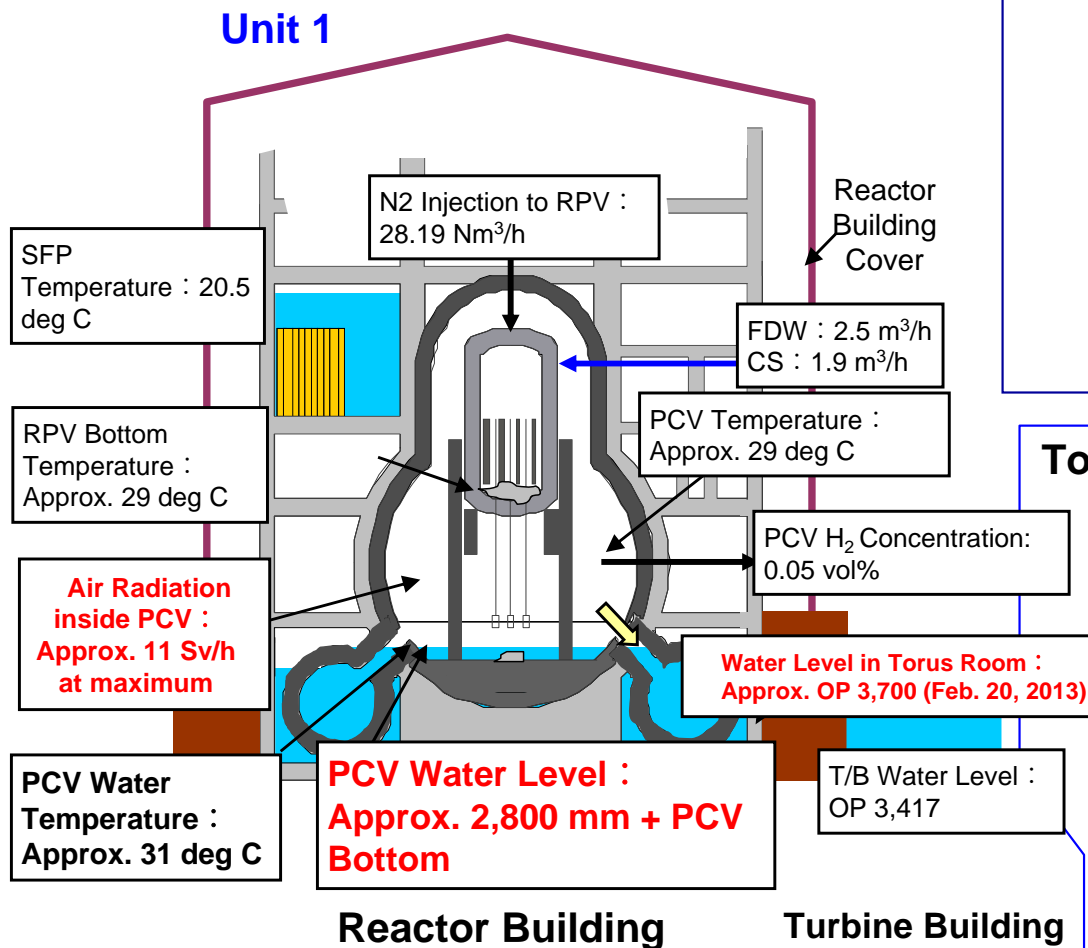 Unit 1
N2 Injection to RPV：
28.19 Nm³/h
Reactor
Building
Cover
SFP
Temperature：20.5
deg C
FDW：2.5 m³/h
CS：1.9 m³/h
RPV Bottom
Temperature：
Approx. 29 deg C
PCV Temperature：
Approx. 29 deg C
To
PCV H₂ Concentration:
0.05 vol%
Air Radiation
inside PCV：
Approx. 11 Sv/h
at maximum
Water Level in Torus Room：
Approx. OP 3,700 (Feb. 20, 2013)
PCV Water
Temperature：
Approx. 31 deg C
PCV Water Level：
Approx. 2,800 mm + PCV
Bottom
T/B Water Level：
OP 3,417
Reactor Building
Turbine Building